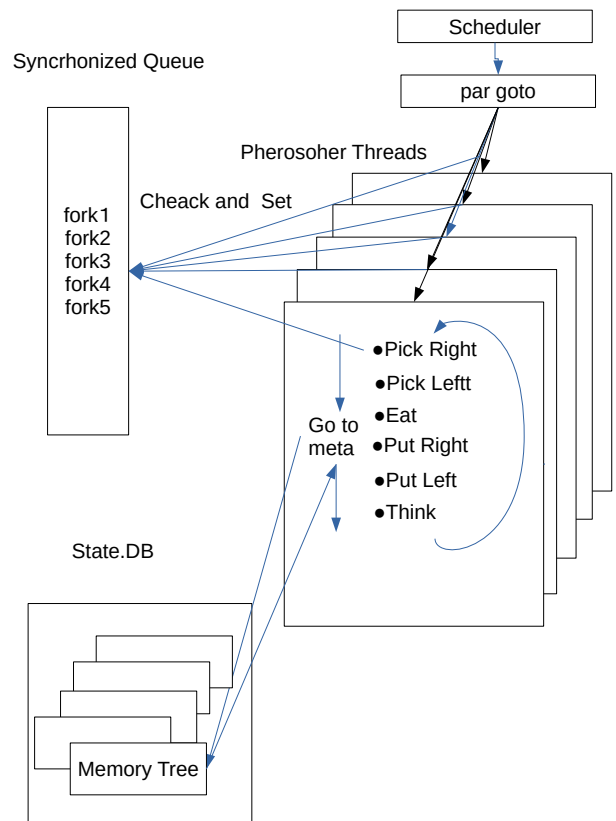 Scheduler
Syncrhonized Queue
par goto
Pherosoher Threads
Cheack and Set
fork1
fork2
fork3
fork4
fork5
●Pick Right
●Pick Leftt
●Eat
●Put Right
●Put Left
●Think
Go to
meta
State.DB
Memory Tree